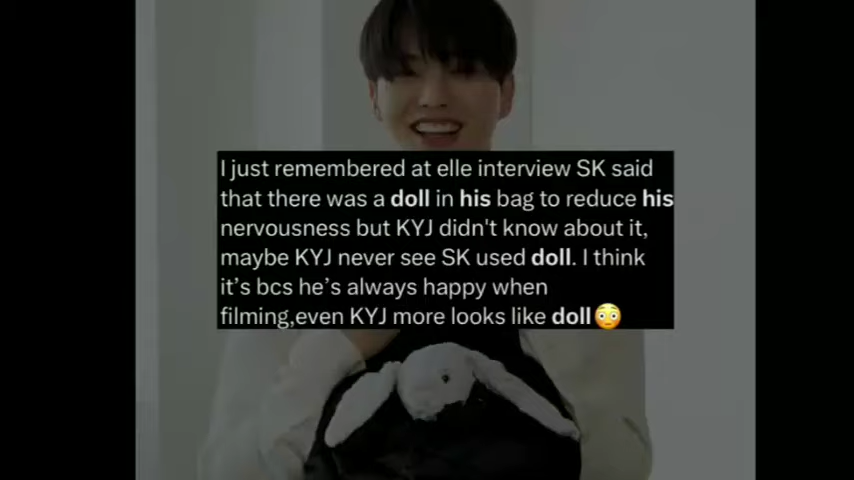 I just remembered at elle interview SK said
that there was a doll in his bag to reduce his
nervousness but KYJ didn't know about it,
maybe KYJ never see SK used doll. I think
it's bcs he's always happy when
filming,even KYJ more looks like doll😳